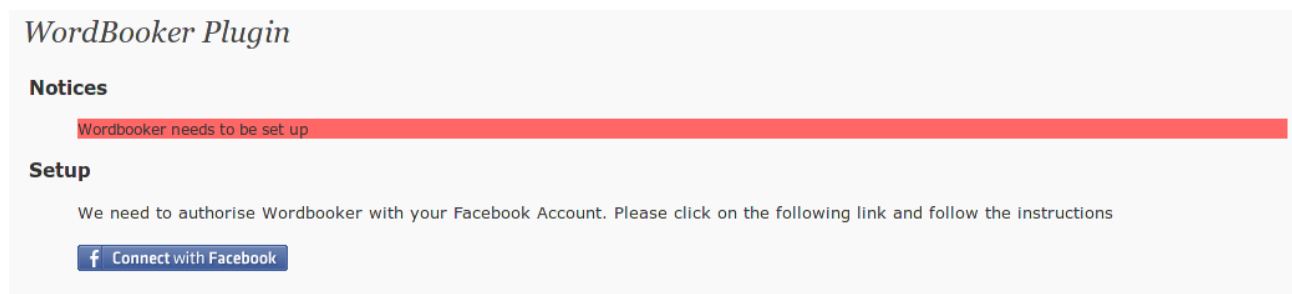 WordBooker Plugin
Notices
Wordbooker needs to be set up
Setup
We need to authorise Wordbooker with your Facebook Account. Please click on the following link and follow the instructions
f Connect with Facebook